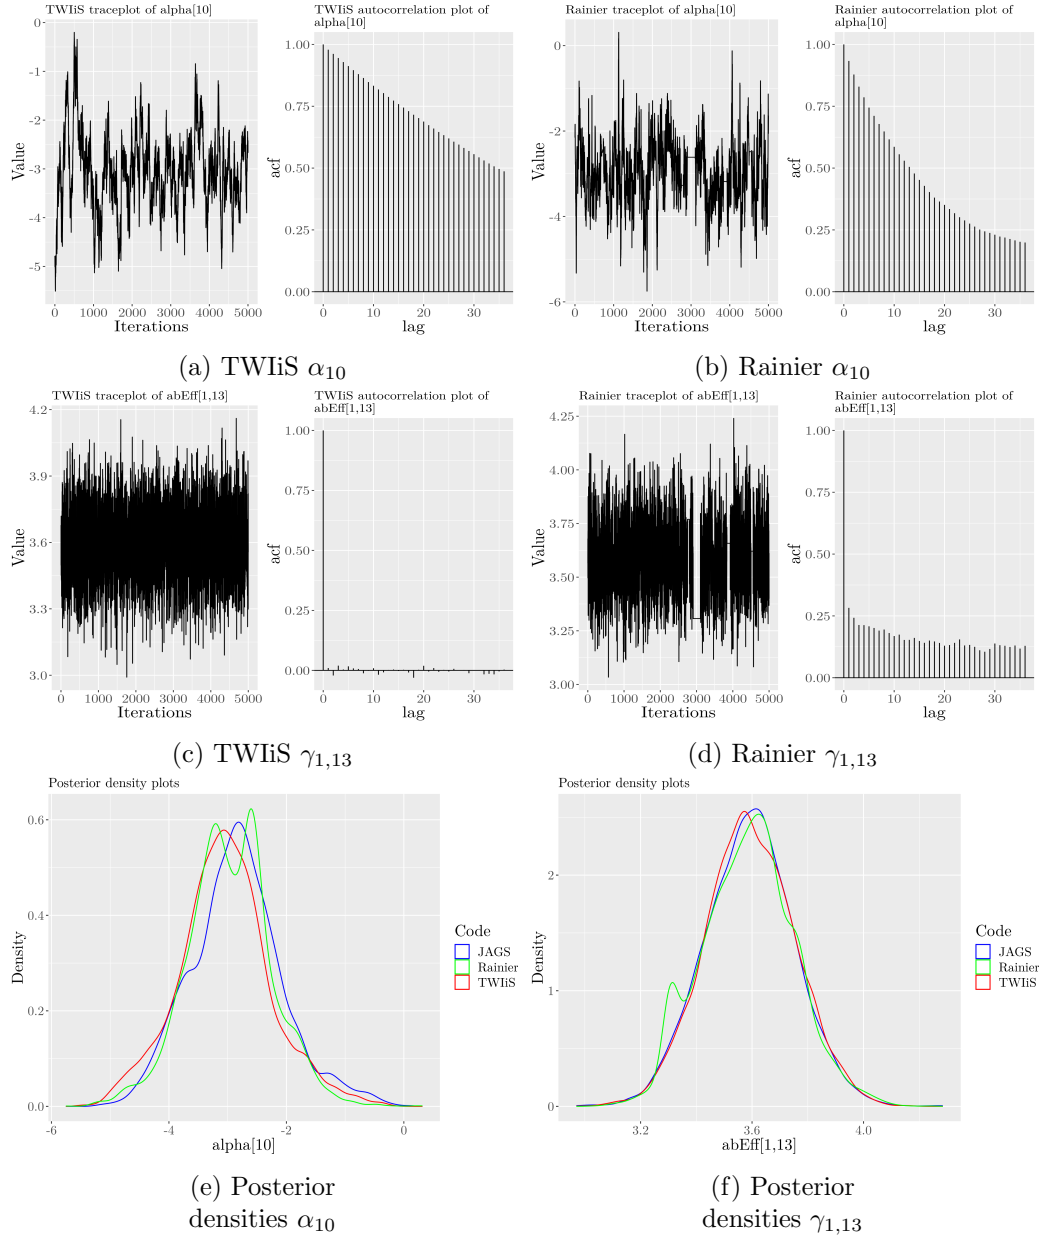 TWIiS traceplot of alpha[10]
Value
0
-1
-2
-3
-4
-5
0 1000 2000 3000 4000 5000
Iterations
TWIiS autocorrelation plot of
alpha[10]
acf
1.00
0.75
0.50
0.25
0.00
0 10 20 30
lag
(a) TWIiS α10
Rainier traceplot of alpha[10]
Value
0
-2
-4
-6
0 1000 2000 3000 4000 5000
Iterations
Rainier autocorrelation plot of
alpha[10]
acf
1.00
0.75
0.50
0.25
0.00
0 10 20 30
lag
(b) Rainier α10
TWIiS traceplot of abEff[1,13]
Value
4.2
3.9
3.6
3.3
3.0
0 1000 2000 3000 4000 5000
Iterations
TWIiS autocorrelation plot of
abEff[1,13]
acf
1.00
0.75
0.50
0.25
0.00
0 10 20 30
lag
(c) TWIiS γ1,13
Rainier traceplot of abEff[1,13]
Value
4.25
4.00
3.75
3.50
3.25
3.00
0 1000 2000 3000 4000 5000
Iterations
Rainier autocorrelation plot of
abEff[1,13]
acf
1.00
0.75
0.50
0.25
0.00
0 10 20 30
lag
(d) Rainier γ1,13
Posterior density plots
Density
0.6
0.4
0.2
0.0
-6 -4 -2 0
alpha[10]
Code
JAGS
Rainier
TWIiS
(e) Posterior
densities α10
Posterior density plots
Density
2
1
0
3.2 3.6 4.0
abEff[1,13]
Code
JAGS
Rainier
TWIiS
(f) Posterior
densities γ1,13